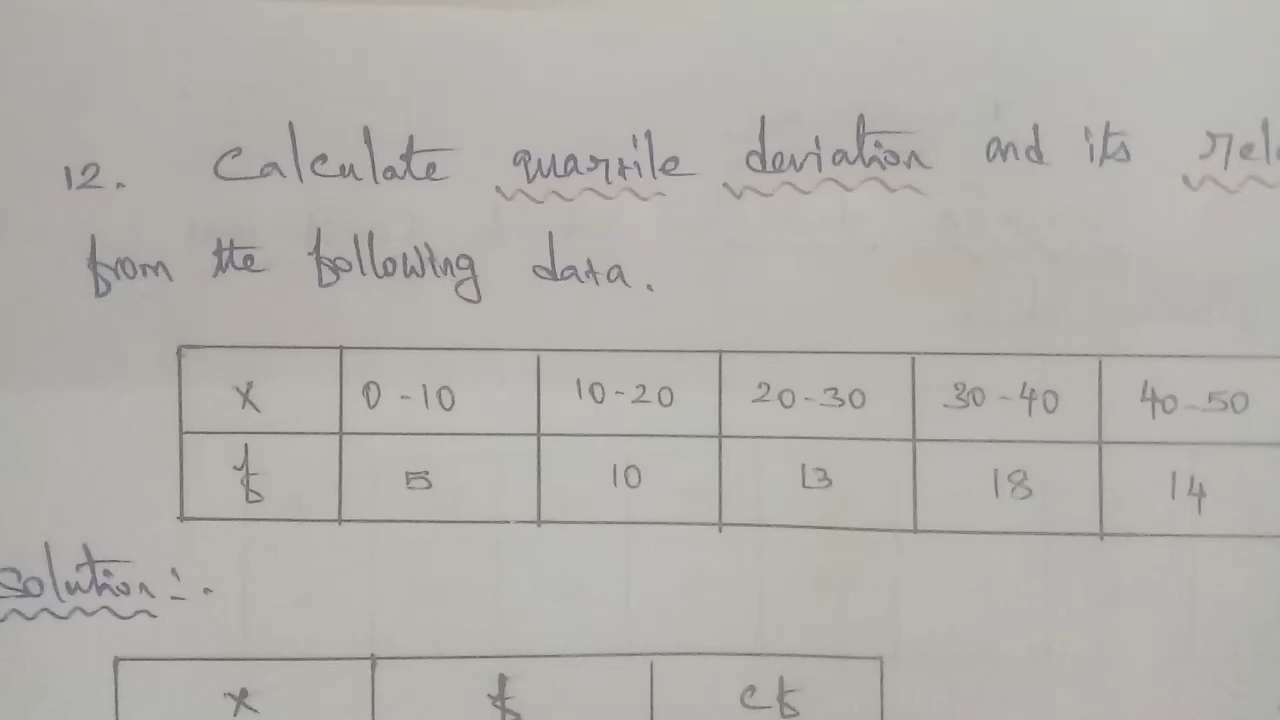 12. Calculate quartile deviation and its
from the following data.
X 0-10 10-20 20-30 30-40 40-50
f 5 10 13 18 14
Solution:-
X f cf